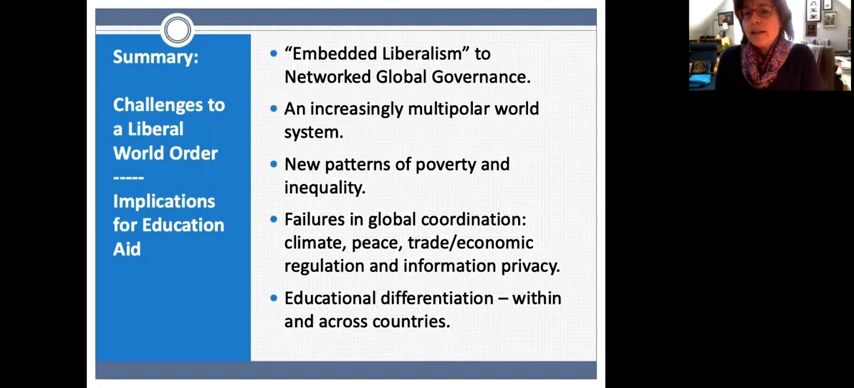 Summary:
Challenges to
a Liberal
World Order
-----
Implications
for Education
Aid
• “Embedded Liberalism” to
Networked Global Governance.
• An increasingly multipolar world
system.
• New patterns of poverty and
inequality.
• Failures in global coordination:
climate, peace, trade/economic
regulation and information privacy.
• Educational differentiation – within
and across countries.